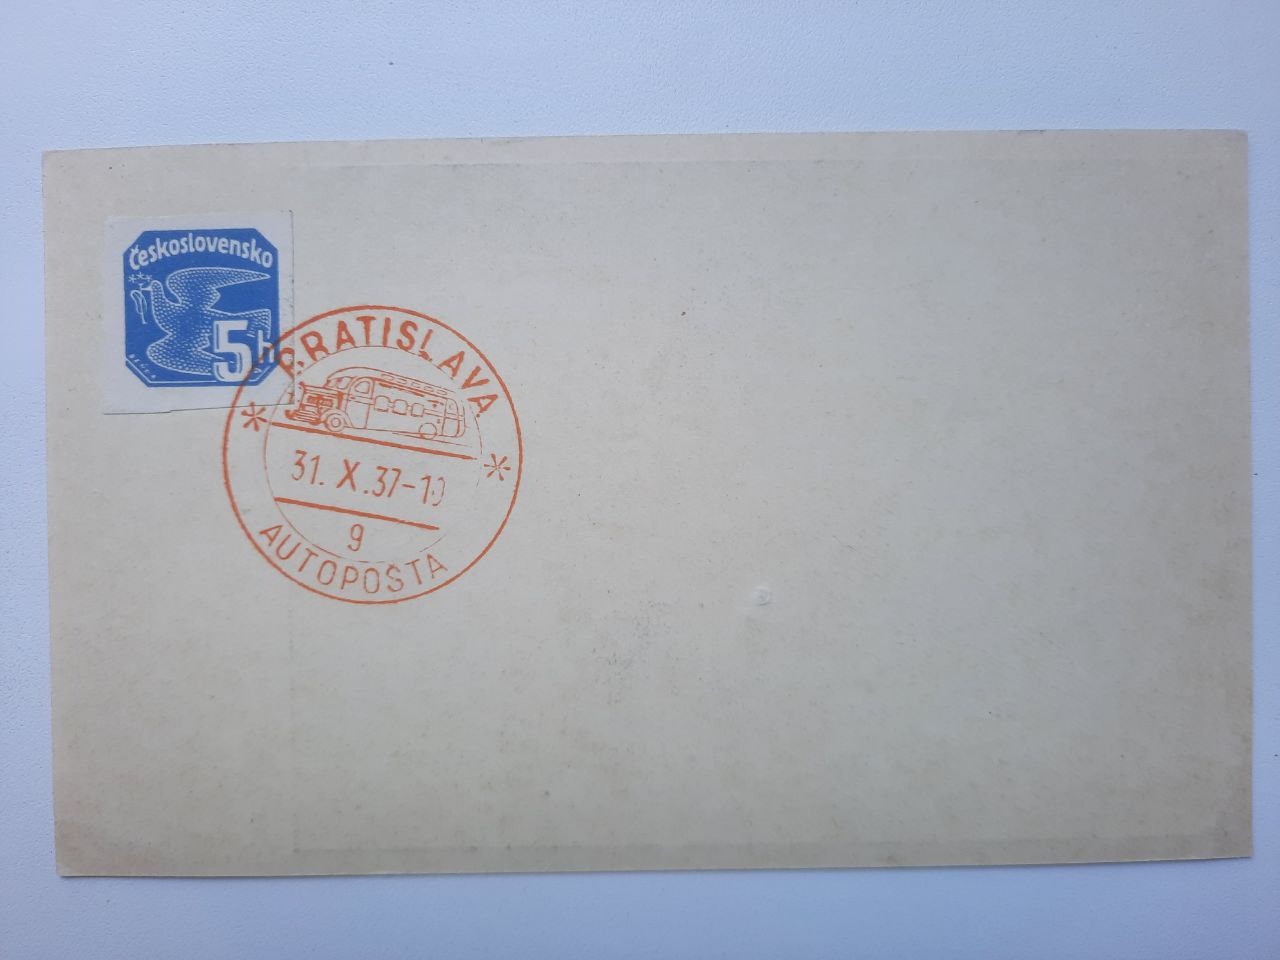 Československo
5h
BRATISLAVA
31. X. 37-10
9
AUTOPOŠTA